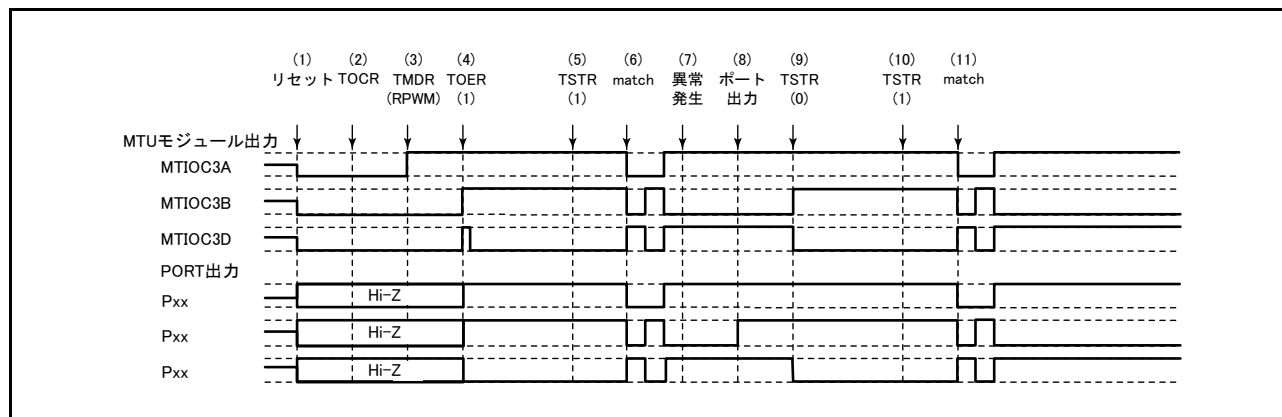 (1) (2) (3) (4) (5) (6) (7) (8) (9) (10) (11)
リセット TOCR TMDR TOER TSTR match 異常 ポート TSTR TSTR match
(RPWM) (1) (1) 発生 出力 (0) (1)
MTUモジュール出力
MTIOC3A
MTIOC3B
MTIOC3D
PORT出力
Pxx Hi-Z
Pxx Hi-Z
Pxx Hi-Z